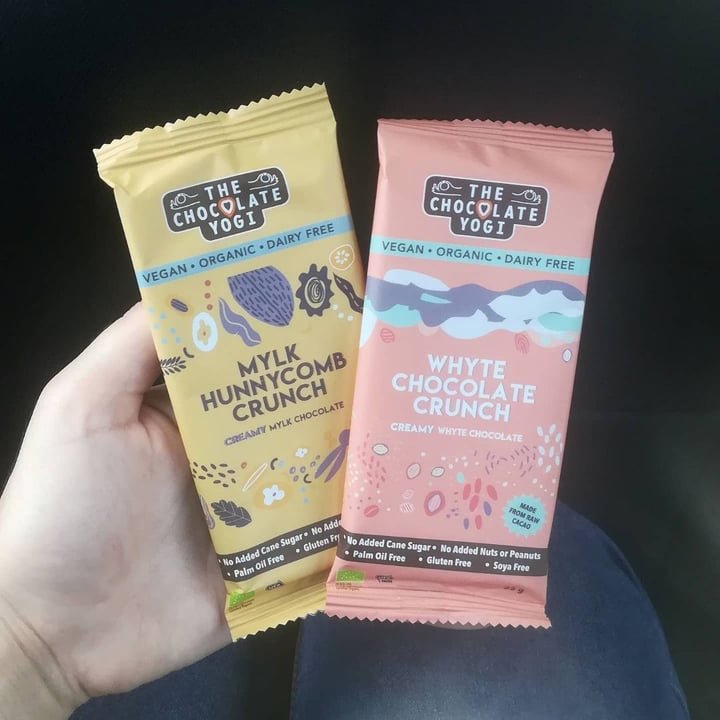 THE
CHOCOLATE
YOGI
VEGAN • ORGANIC • DAIRY FREE
MYLK
HUNNYCOMB
CRUNCH
CREAMY MYLK CHOCOLATE
• No Added Cane Sugar • No Added
• Palm Oil Free • Gluten Fr
THE
CHOCOLATE
YOGI
VEGAN • ORGANIC • DAIRY FREE
WHYTE
CHOCOLATE
CRUNCH
CREAMY WHYTE CHOCOLATE
MADE
FROM RAW
CACAO
• No Added Cane Sugar • No Added Nuts or Peanuts
• Palm Oil Free • Gluten Free • Soya Free